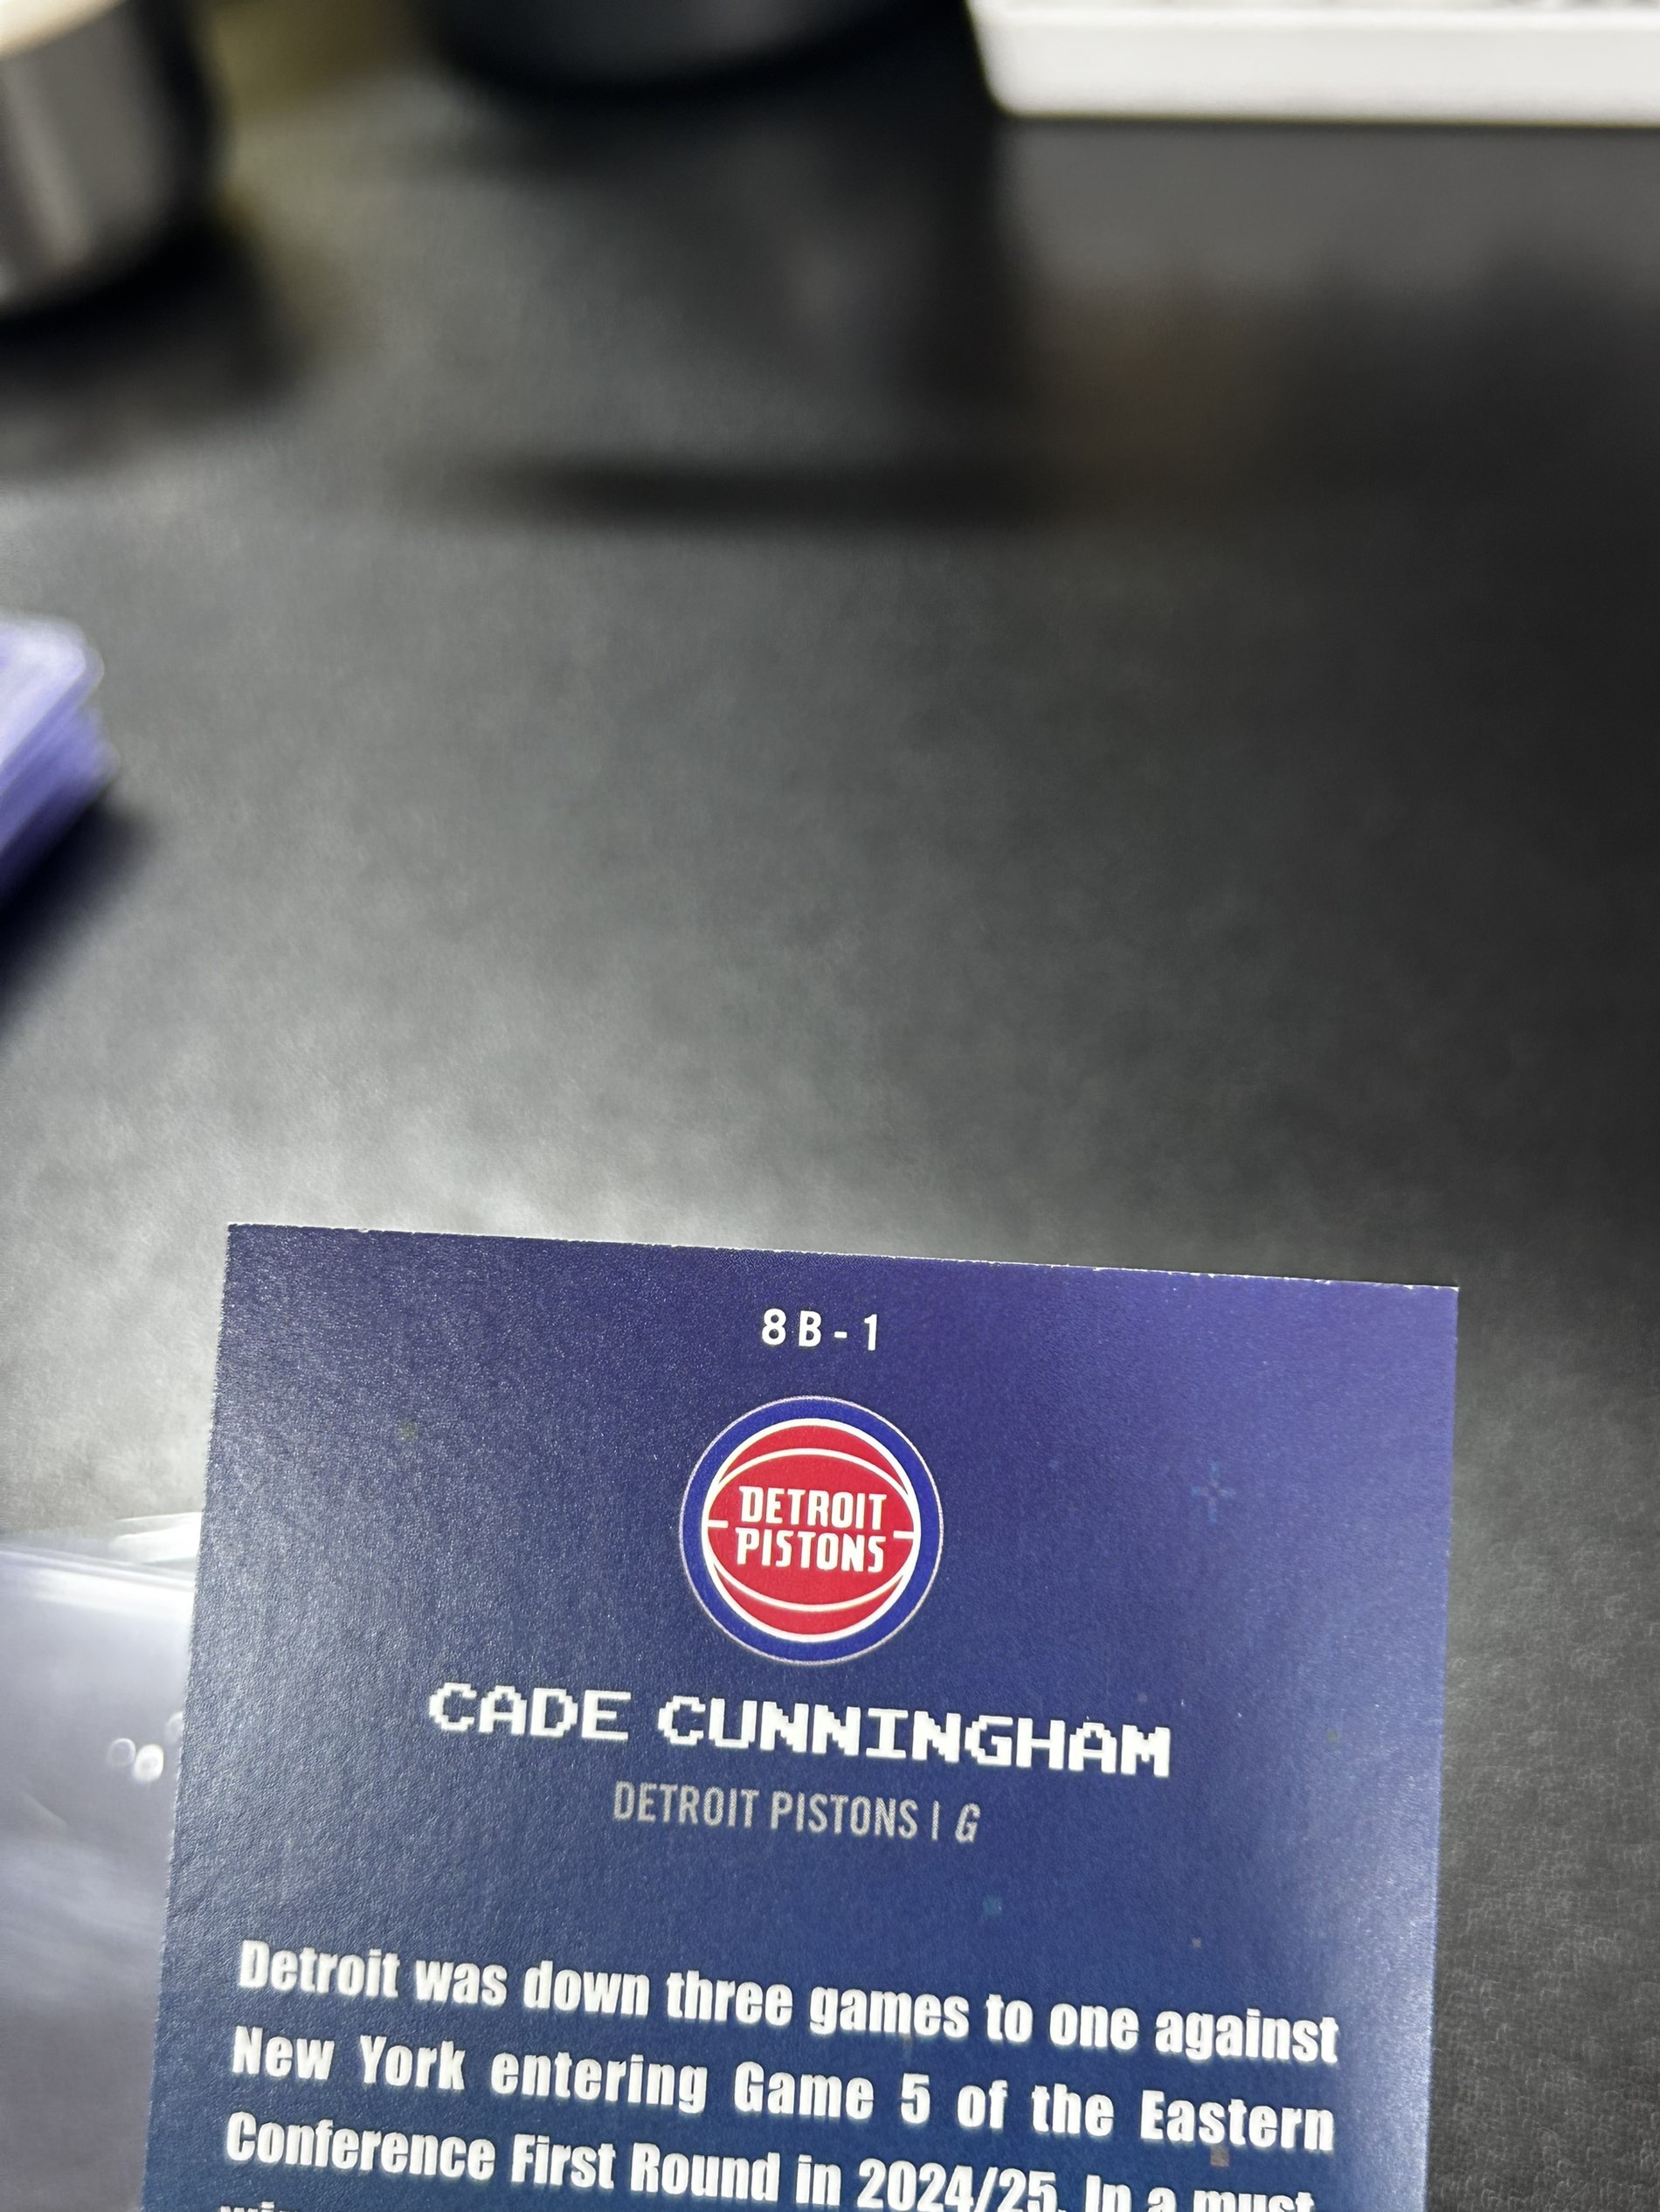 8B-1
DETROIT
PISTONS
CADE CUNNINGHAM
DETROIT PISTONS | G
Detroit was down three games to one against
New York entering Game 5 of the Eastern
Conference First Round in 2024/25. In a must